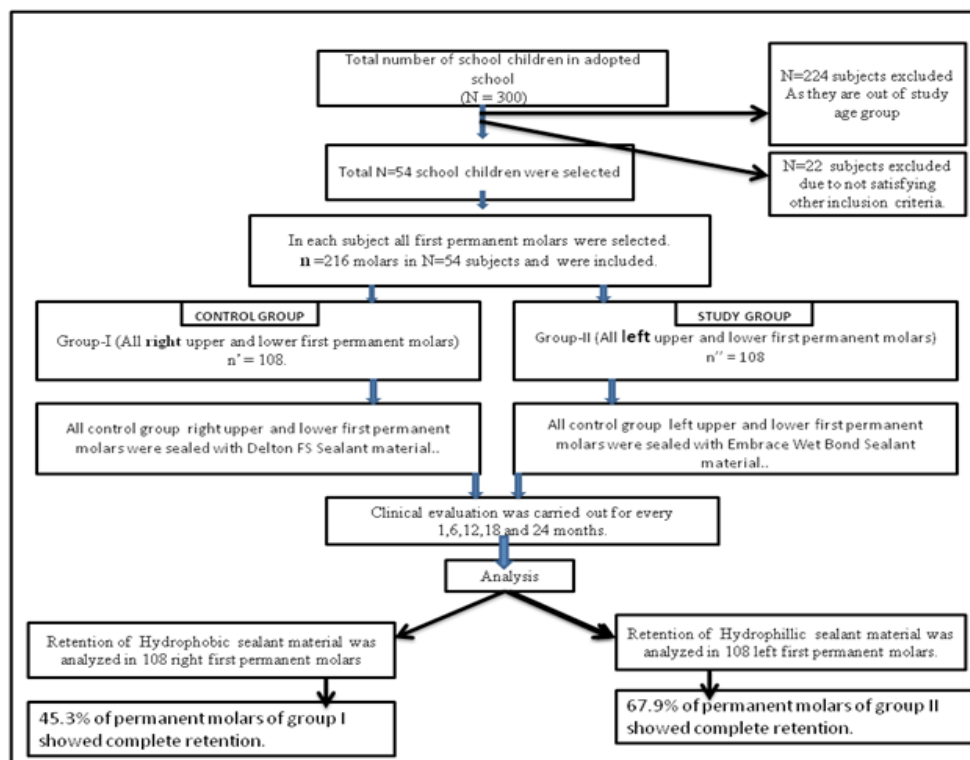 Total number of school children in adopted
school
(N = 300)
N=224 subjects excluded
As they are out of study
age group
Total N=54 school children were selected
N=22 subjects excluded
due to not satisfying
other inclusion criteria.
In each subject all first permanent molars were selected.
n =216 molars in N=54 subjects and were included.
CONTROL GROUP
Group-I (All right upper and lower first permanent molars)
n' = 108.
STUDY GROUP
Group-II {All left upper and lower first permanent molars}
n'' = 108
All control group right upper and lower first permanent
molars were sealed with Delton FS Sealant material..
All control group left upper and lower first permanent
molars were sealed with Embrace Wet Bond Sealant
material..
Clinical evaluation was carried out for every
1,6,12,18 and 24 months.
Analysis
Retention of Hydrophobic sealant material was
analyzed in 108 right first permanent molars
Retention of Hydrophillic sealant material was
analyzed in 108 left first permanent molars.
45.3% of permanent molars of group I
showed complete retention.
67.9% of permanent molars of group II
showed complete retention.